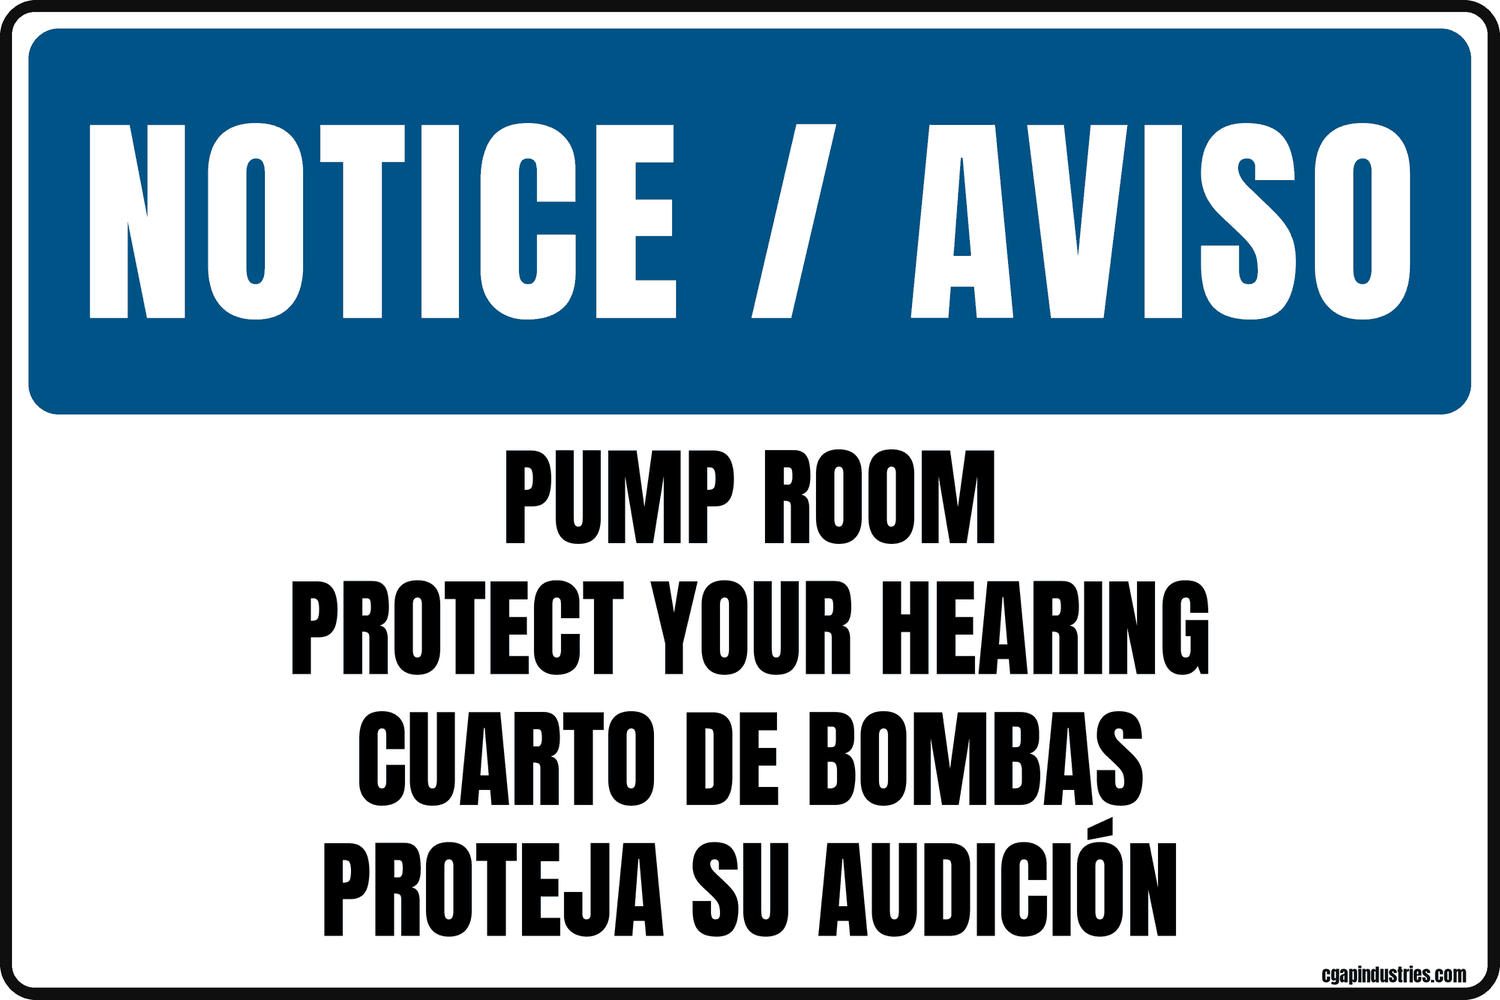 NOTICE / AVISO
PUMP ROOM
PROTECT YOUR HEARING
CUARTO DE BOMBAS
PROTEJA SU AUDICIÓN
cgapindustries.com